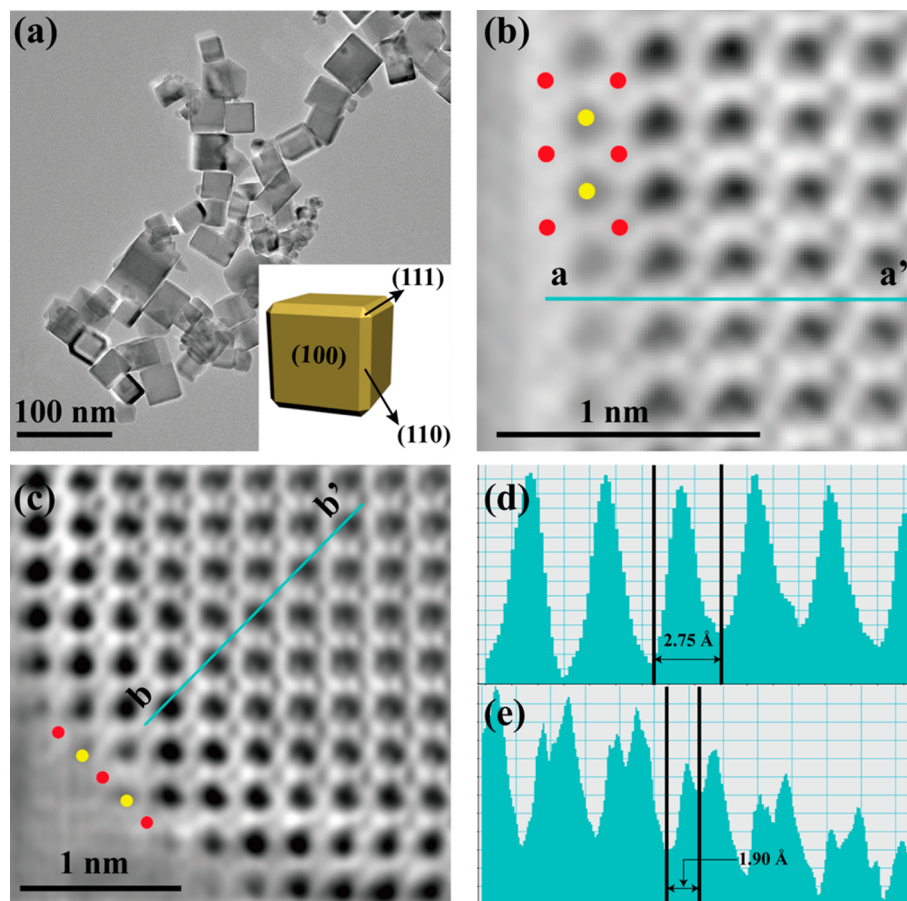 (a)
(111)
(100)
(110)
100 nm
(b)
a
a’
1 nm
(c)
b’
b
1 nm
(d)
2.75 Å
(e)
1.90 Å